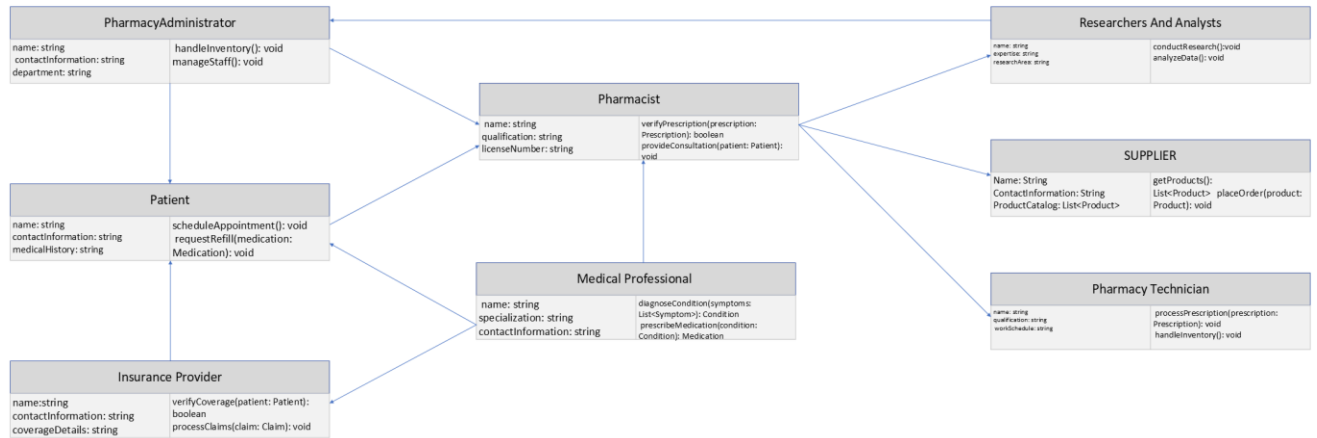 PharmacyAdministrator
name: string
contactInformation: string
department: string
handleInventory(): void
manageStaff(): void
Researchers And Analysts
name: string
expertise: string
researchArea: string
conductResearch():void
analyzeData(): void
Pharmacist
name: string
qualification: string
licenseNumber: string
verifyPrescription(prescription:
Prescription): boolean
provideConsultation(patient: Patient):
void
SUPPLIER
Name: String
ContactInformation: String
ProductCatalog: List<Product>
getProducts():
List<Product> placeOrder(product:
Product): void
Patient
name: string
contactInformation: string
medicalHistory: string
scheduleAppointment(): void
requestRefill(medication:
Medication): void
Medical Professional
name: string
specialization: string
contactInformation: string
diagnoseCondition(symptoms:
List<Symptom>): Condition
prescribeMedication(condition:
Condition): Medication
Pharmacy Technician
name: string
qualification: string
workSchedule: string
processPrescription(prescription:
Prescription): void
handleInventory(): void
Insurance Provider
name:string
contactInformation: string
coverageDetails: string
verifyCoverage(patient: Patient):
boolean
processClaims(claim: Claim): void